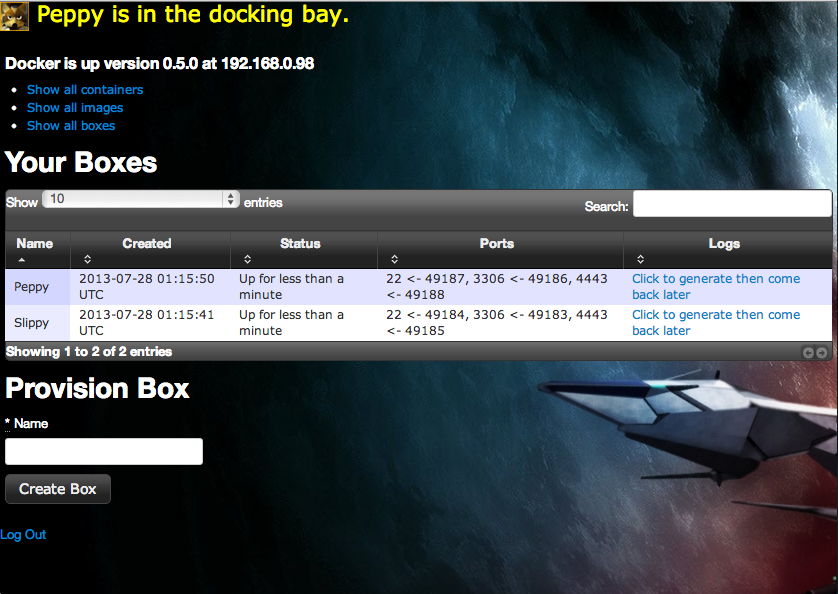 Peppy is in the docking bay.
Docker is up version 0.5.0 at 192.168.0.98
Show all containers
Show all images
Show all boxes
Your Boxes
Show 10 entries Search:
Name Created Status Ports Logs
Peppy 2013-07-28 01:15:50 UTC Up for less than a minute 22 <- 49187, 3306 <- 49186, 4443 <- 49188 Click to generate then come back later
Slippy 2013-07-28 01:15:41 UTC Up for less than a minute 22 <- 49184, 3306 <- 49183, 4443 <- 49185 Click to generate then come back later
Showing 1 to 2 of 2 entries
Provision Box
* Name
Create Box
Log Out